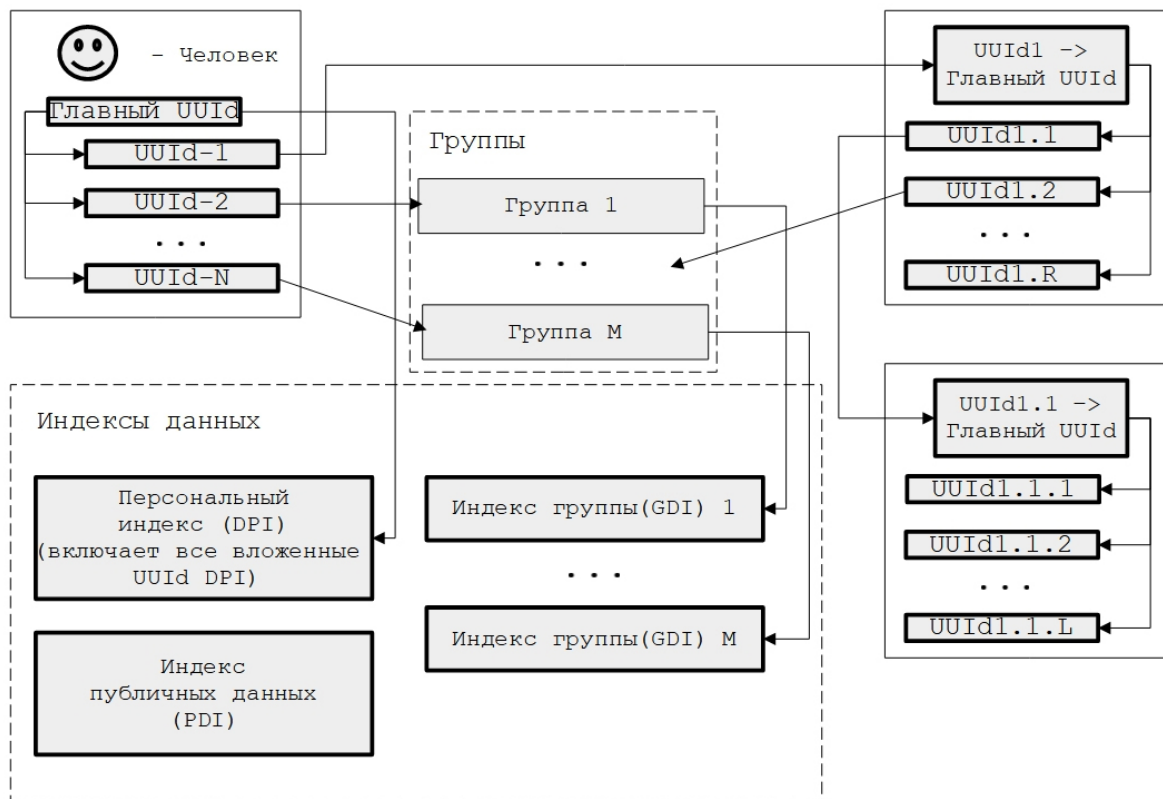 – Человек
Главный UUId
UUId-1
UUId-2
...
UUId-N
Группы
Группа 1
...
Группа M
UUId1 ->
Главный UUId
UUId1.1
UUId1.2
...
UUId1.R
UUId1.1 ->
Главный UUId
UUId1.1.1
UUId1.1.2
...
UUId1.1.L
Индексы данных
Персональный
индекс (DPI)
(включает все вложенные
UUId DPI)
Индекс
публичных данных
(PDI)
Индекс группы(GDI) 1
...
Индекс группы(GDI) M